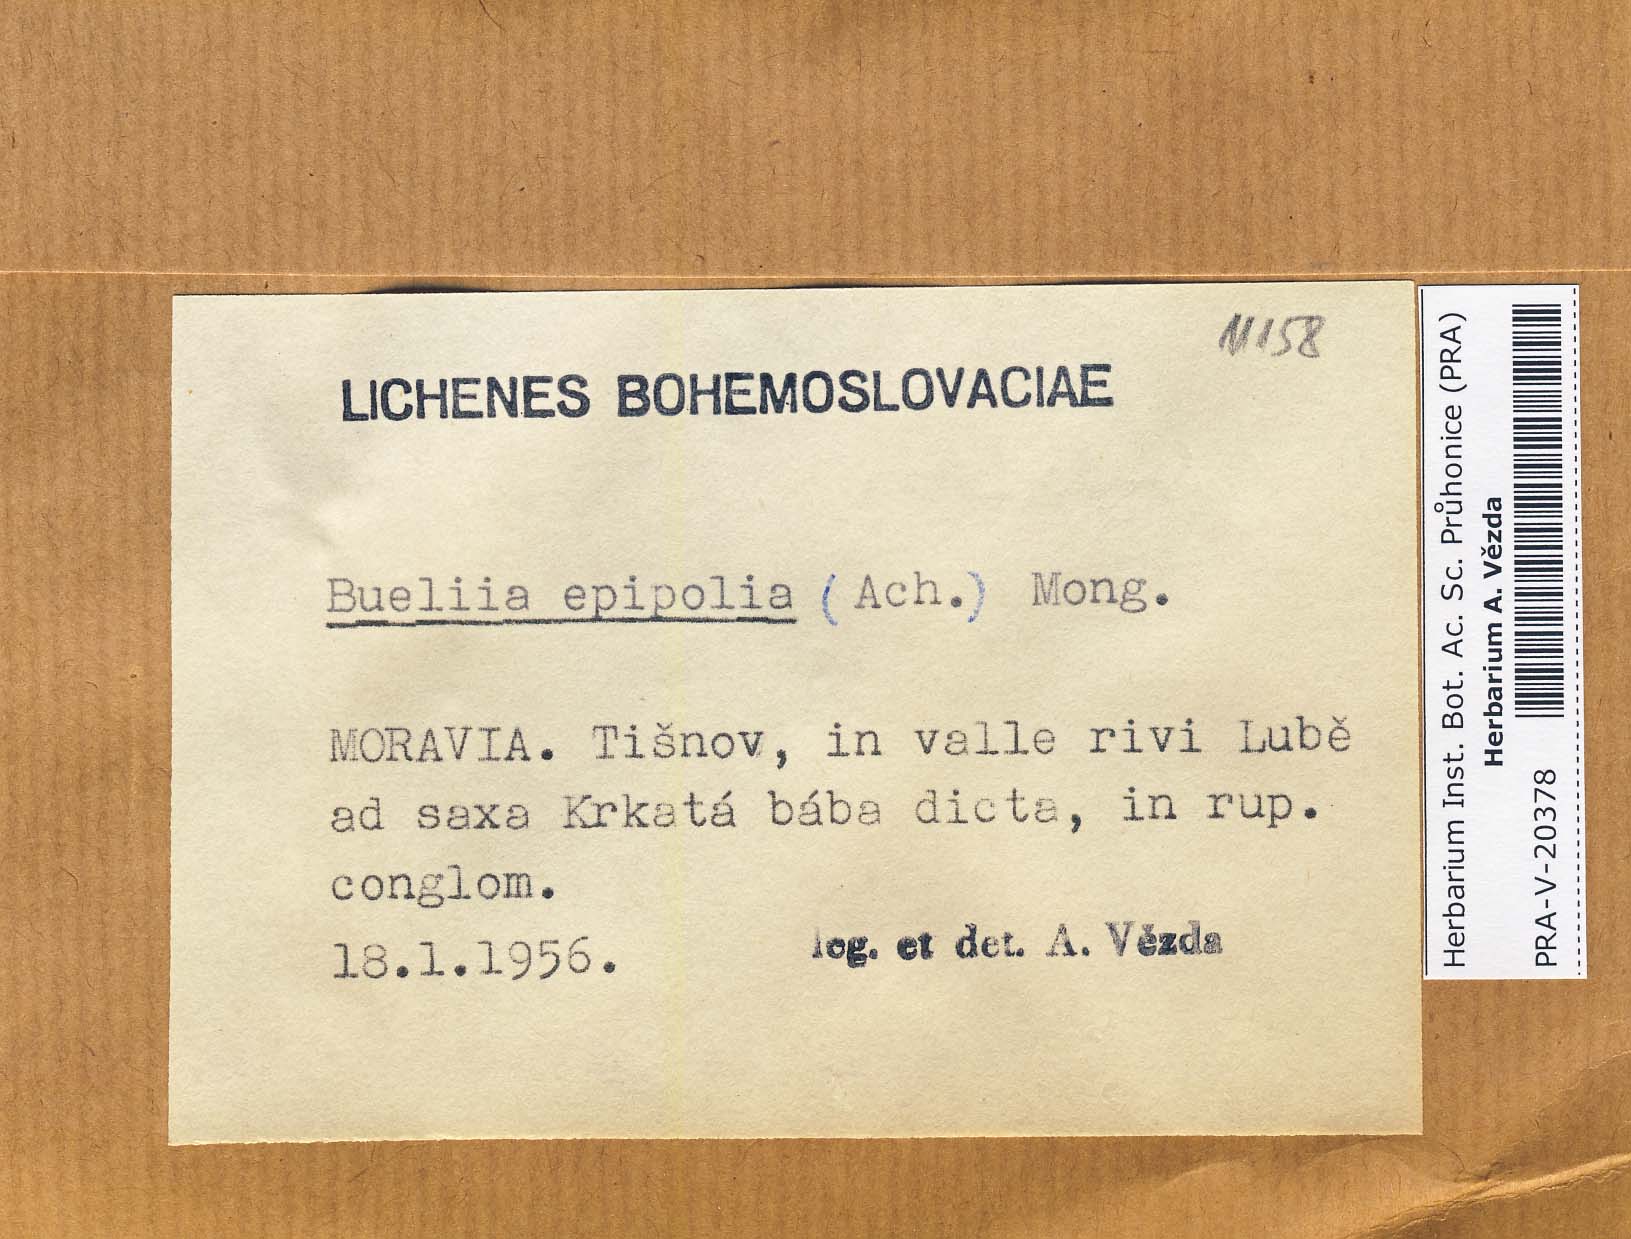 11158
LICHENES BOHEMOSLOVACIAE
Bueliia epipolia (Ach.) Mong.
MORAVIA. Tišnov, in valle rivi Lubě
ad saxa Krkatá bába dicta, in rup.
conglom.
18.1.1956.
leg. et det. A. Vězda
Herbarium Inst. Bot. Ac. Sc. Průhonice (PRA)
Herbarium A. Vězda
PRA-V-20378